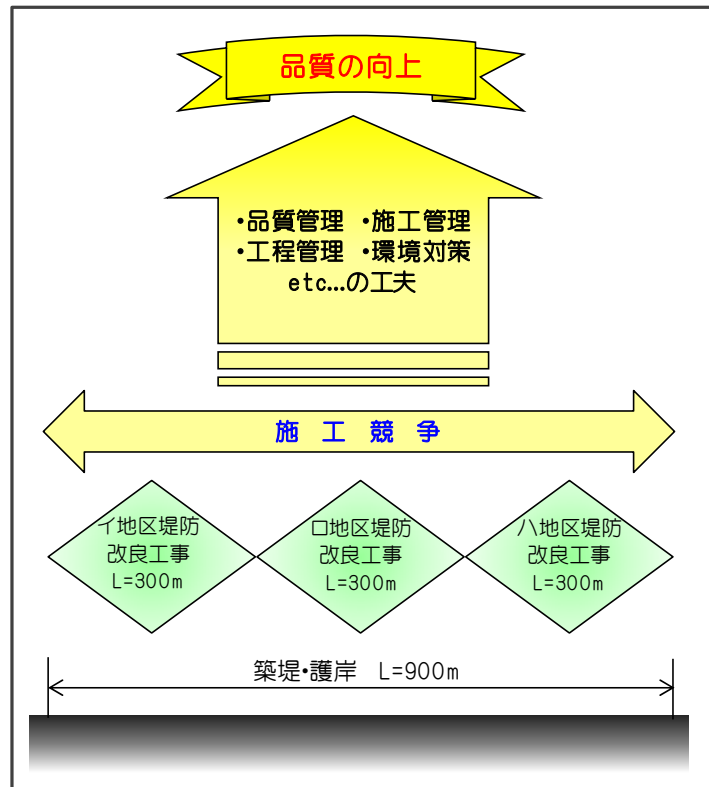 品質の向上
・品質管理 ・施工管理
・工程管理 ・環境対策
etc...の工夫
施 工 競 争
イ地区堤防
改良工事
L=300m
ロ地区堤防
改良工事
L=300m
ハ地区堤防
改良工事
L=300m
築堤・護岸 L=900m